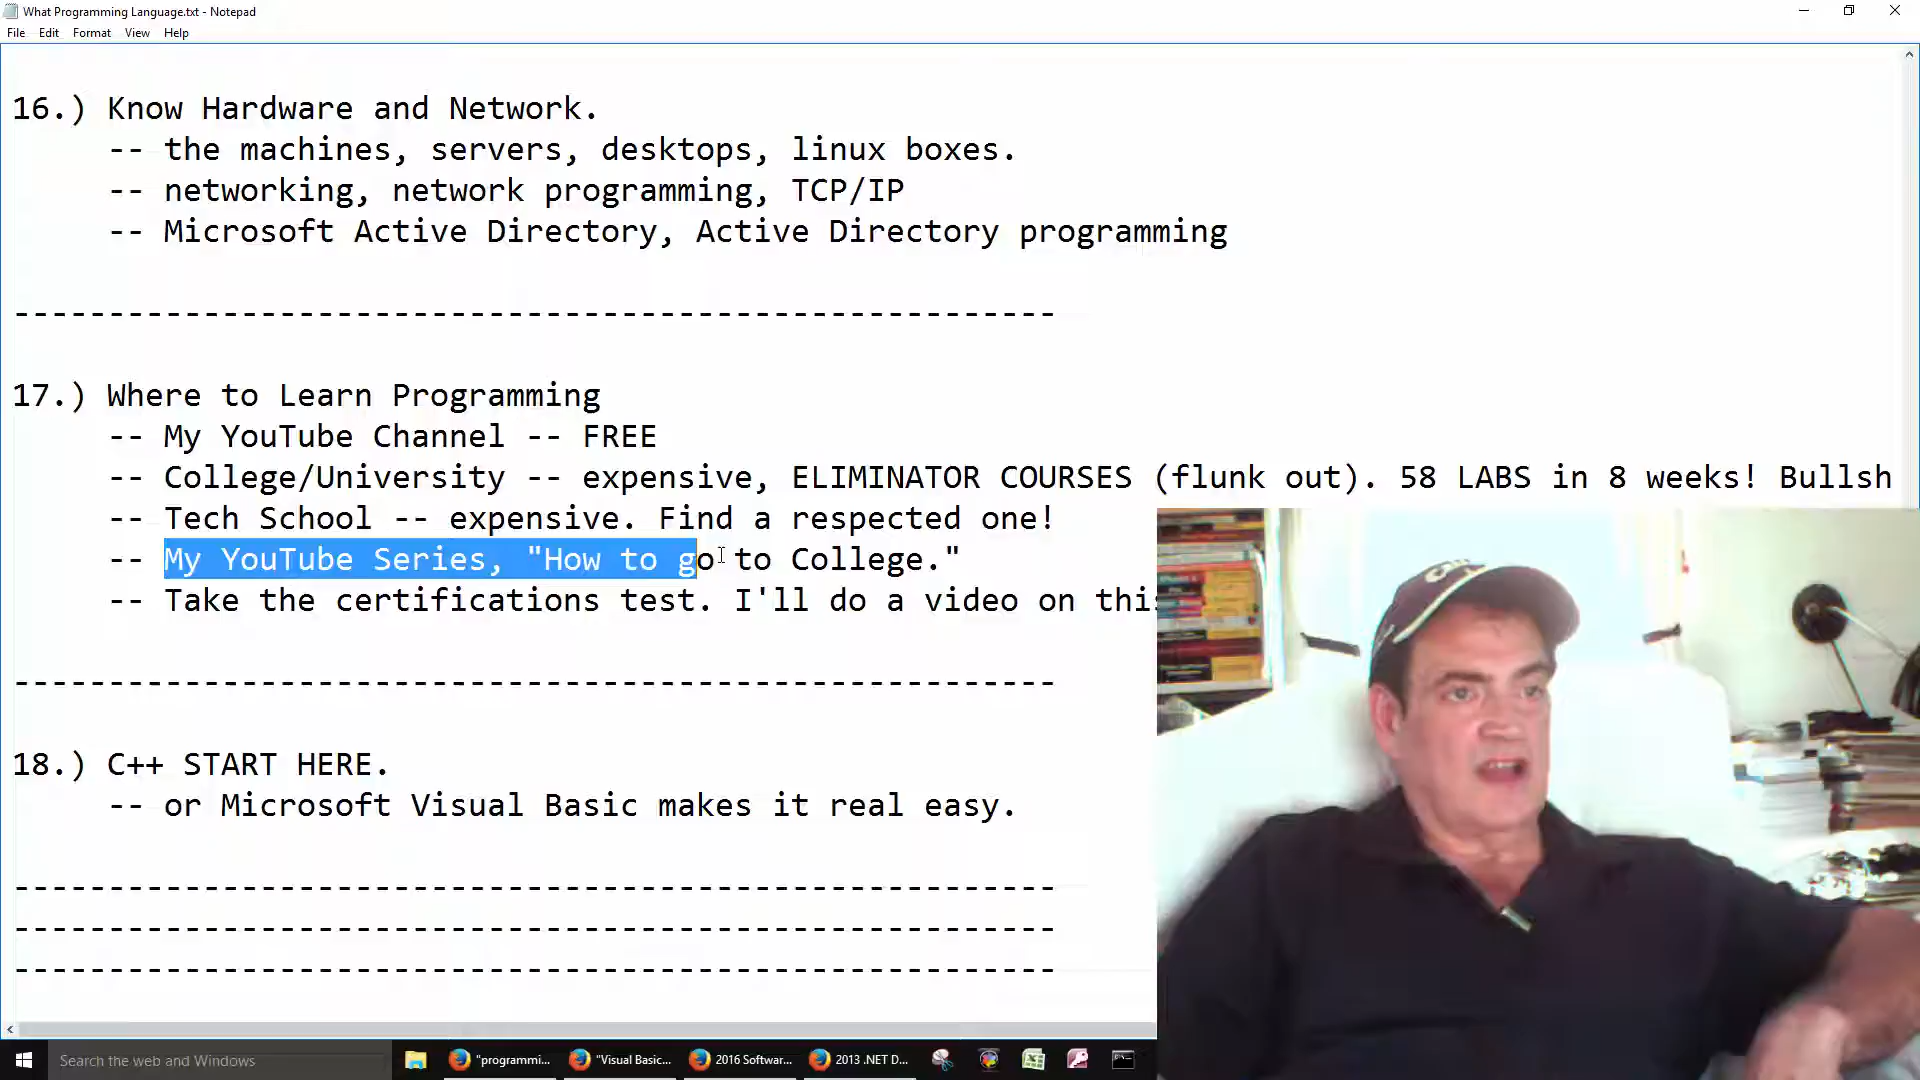 What Programming Language.txt - Notepad
File Edit Format View Help
16.) Know Hardware and Network.
-- the machines, servers, desktops, linux boxes.
-- networking, network programming, TCP/IP
-- Microsoft Active Directory, Active Directory programming
-------------------------------------------------------
17.) Where to Learn Programming
-- My YouTube Channel -- FREE
-- College/University -- expensive, ELIMINATOR COURSES (flunk out). 58 LABS in 8 weeks! Bullsh
-- Tech School -- expensive. Find a respected one!
-- My YouTube Series, "How to go to College."
-- Take the certifications test. I'll do a video on this
-------------------------------------------------------
18.) C++ START HERE.
-- or Microsoft Visual Basic makes it real easy.
-------------------------------------------------------
-------------------------------------------------------
-------------------------------------------------------
Search the web and Windows
"programmi...
"Visual Basic...
2016 Softwar...
2013 .NET D...